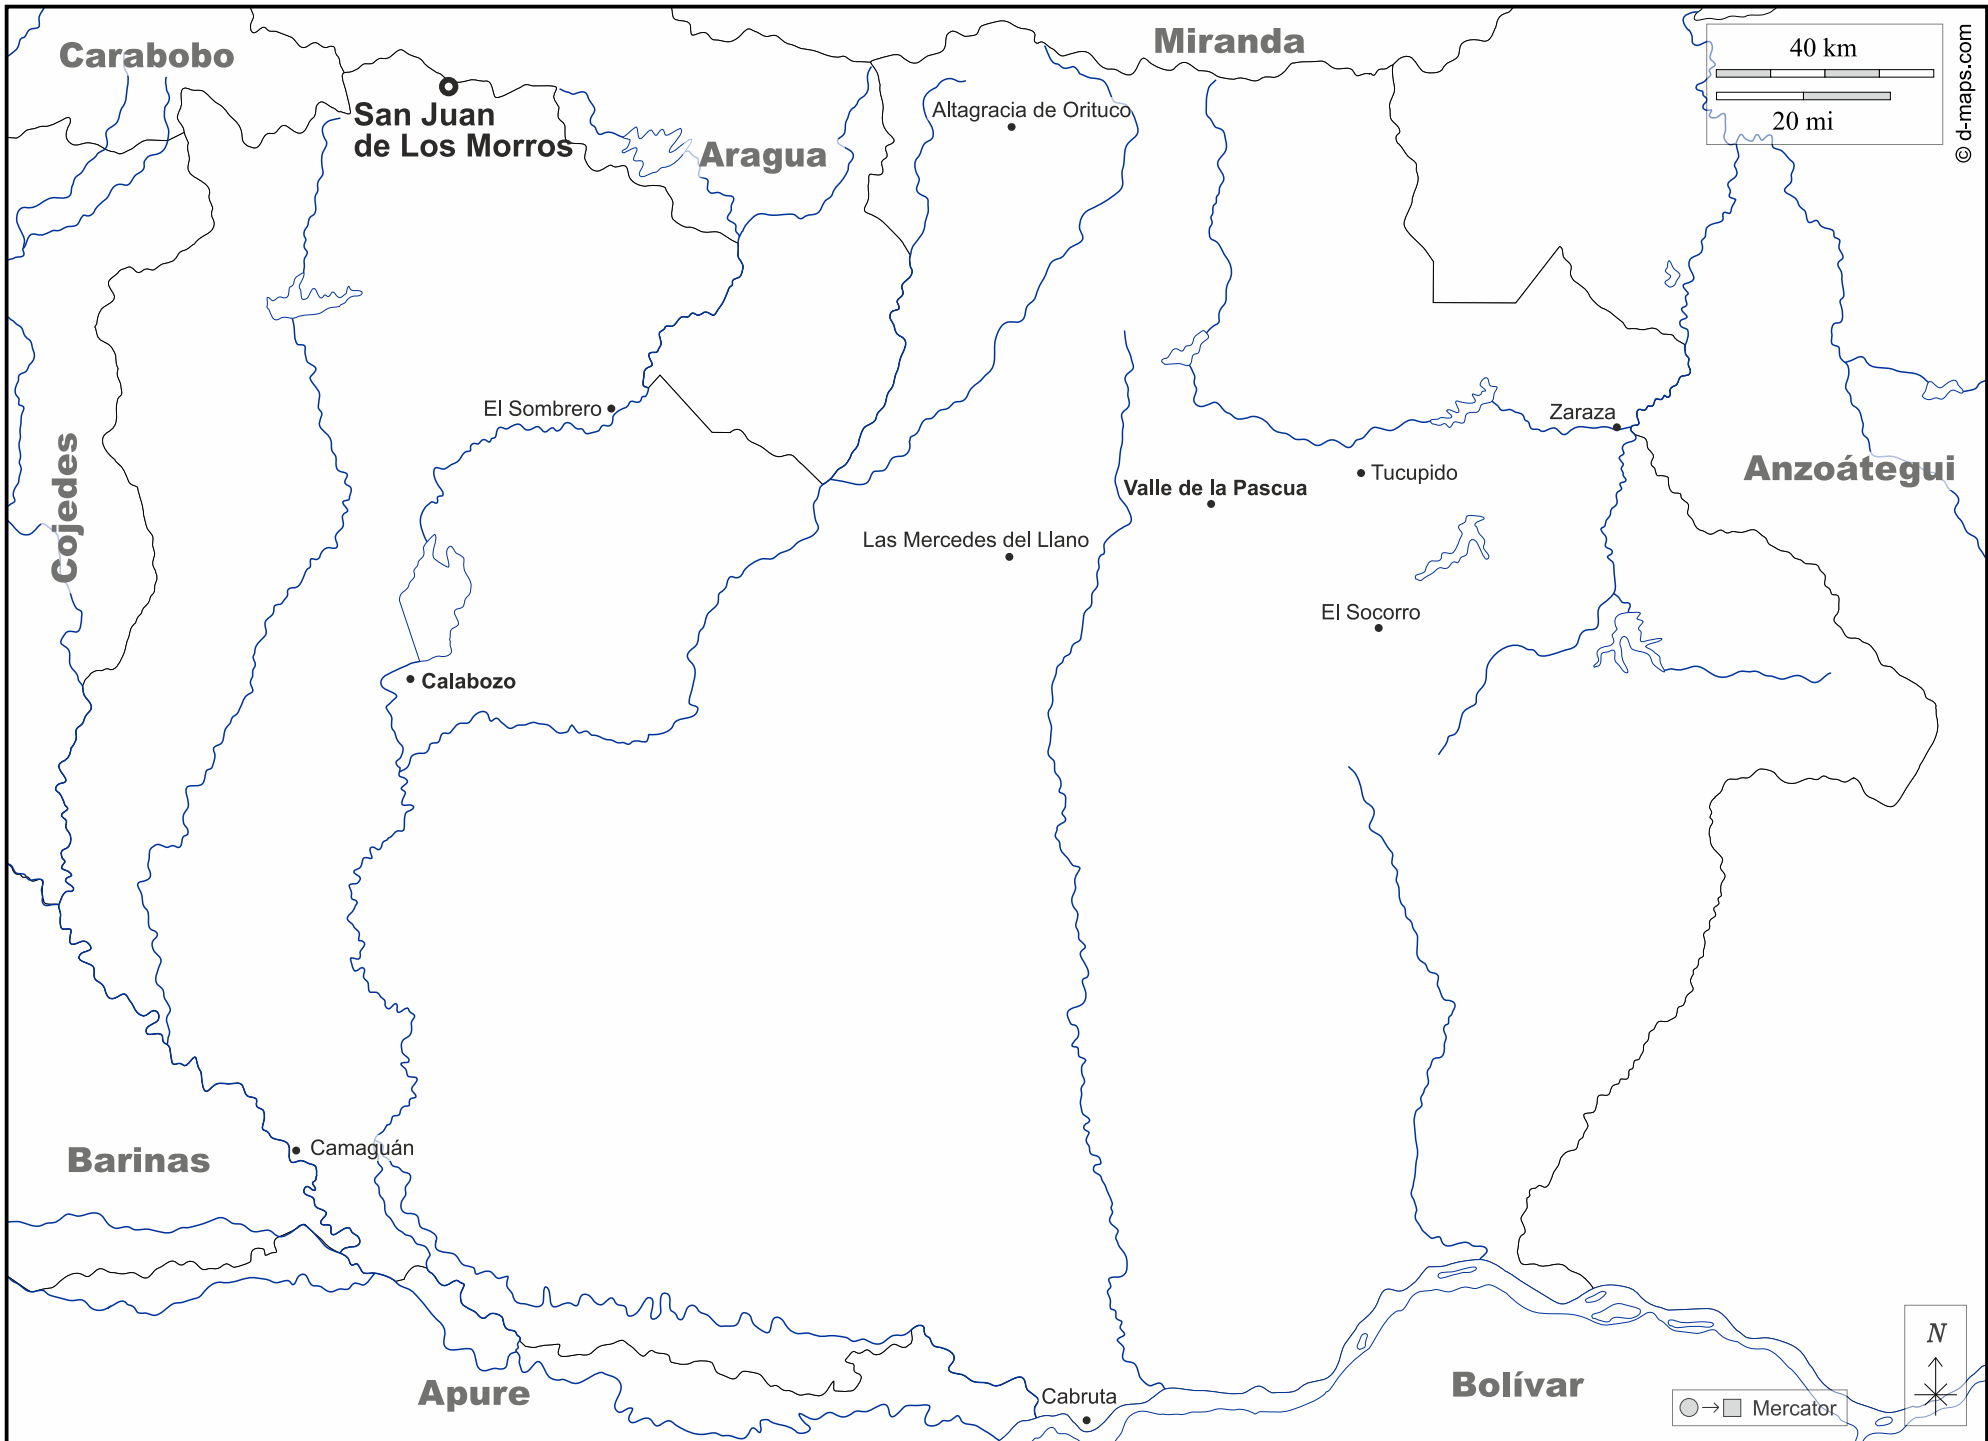 Carabobo
Miranda
40 km
20 mi
© d-maps.com
San Juan
de Los Morros
Altagracia de Orituco
Aragua
El Sombrero
Zaraza
Cojedes
Tucupido
Anzoátegui
Valle de la Pascua
Las Mercedes del Llano
El Socorro
Calabozo
Camaguán
Barinas
N
Apure
Cabruta
Bolívar
Mercator